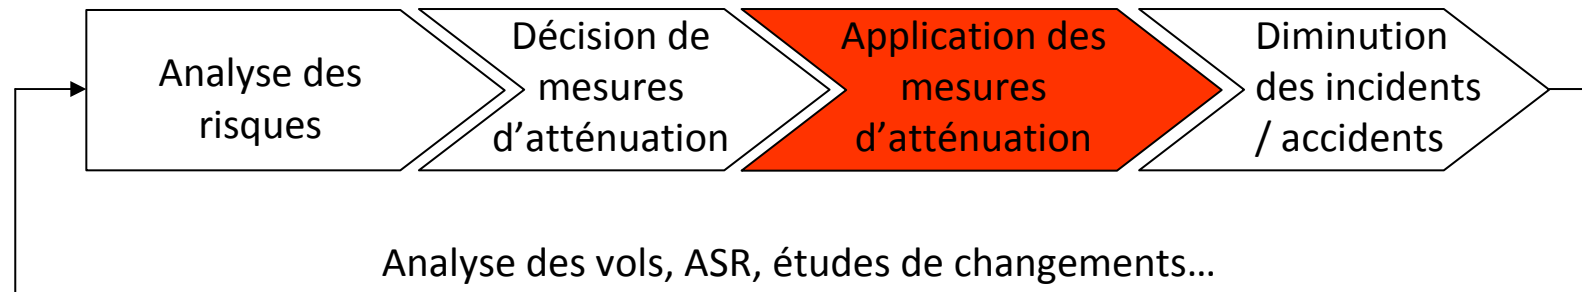 Analyse des
risques
Décision de
mesures
d’atténuation
Application des
mesures
d’atténuation
Diminution
des incidents
/ accidents
Analyse des vols, ASR, études de changements…